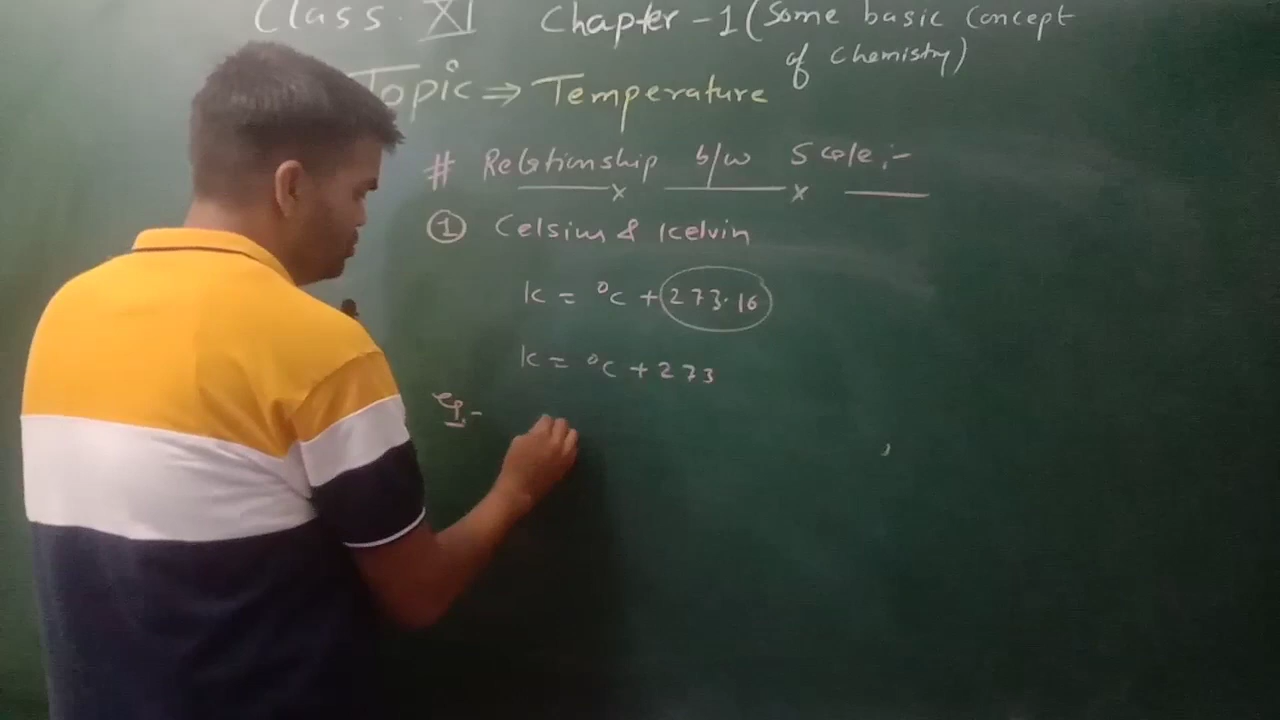 Class. XI Chapter - 1 (Some basic Concept
of Chemistry)
Topic ⇒ Temperature
# Relationship b/w Scale:-
① Celsius & Kelvin
K = °C + 273.16
K = °C + 273
Eg.-